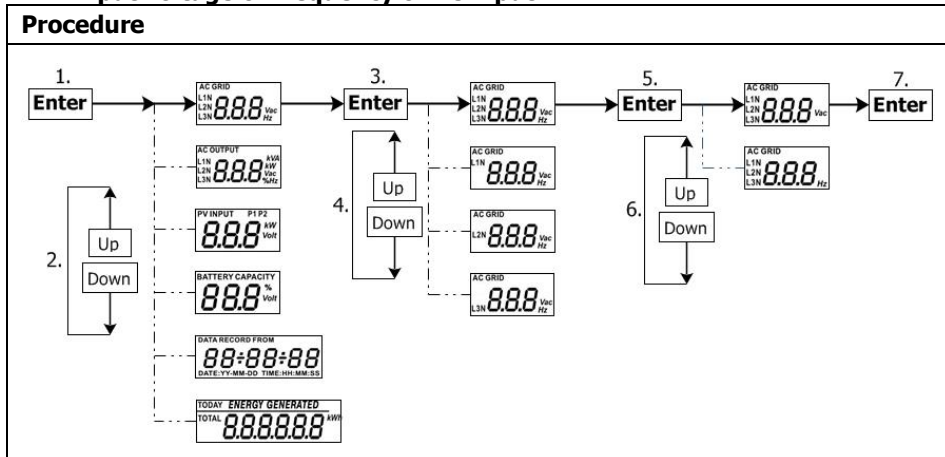 Procedure
1.
Enter
AC GRID
L1N
L2N
L3N
8.8.8
Vac
Hz
3.
Enter
AC GRID
L1N
L2N
L3N
8.8.8
Vac
Hz
5.
Enter
AC GRID
L1N
L2N
L3N
8.8.8
Vac
7.
Enter
2.
Up
Down
AC OUTPUT
L1N
L2N
L3N
8.8.8
kVA
kW
Vac
%Hz
PV INPUT P1P2
8.8.8
kW
Volt
BATTERY CAPACITY
8.8.8
%
Volt
DATA RECORD FROM
88:88:88
DATE:YY-MM-DD TIME:HH:MM:SS
TODAY ENERGY GENERATED
TOTAL 8.8.8.8.8.8 kWh
4.
Up
Down
AC GRID
L1N
8.8.8
Vac
Hz
AC GRID
L2N
8.8.8
Vac
Hz
AC GRID
L3N
8.8.8
Vac
Hz
6.
Up
Down
AC GRID
L1N
L2N
L3N
8.8.8
Hz